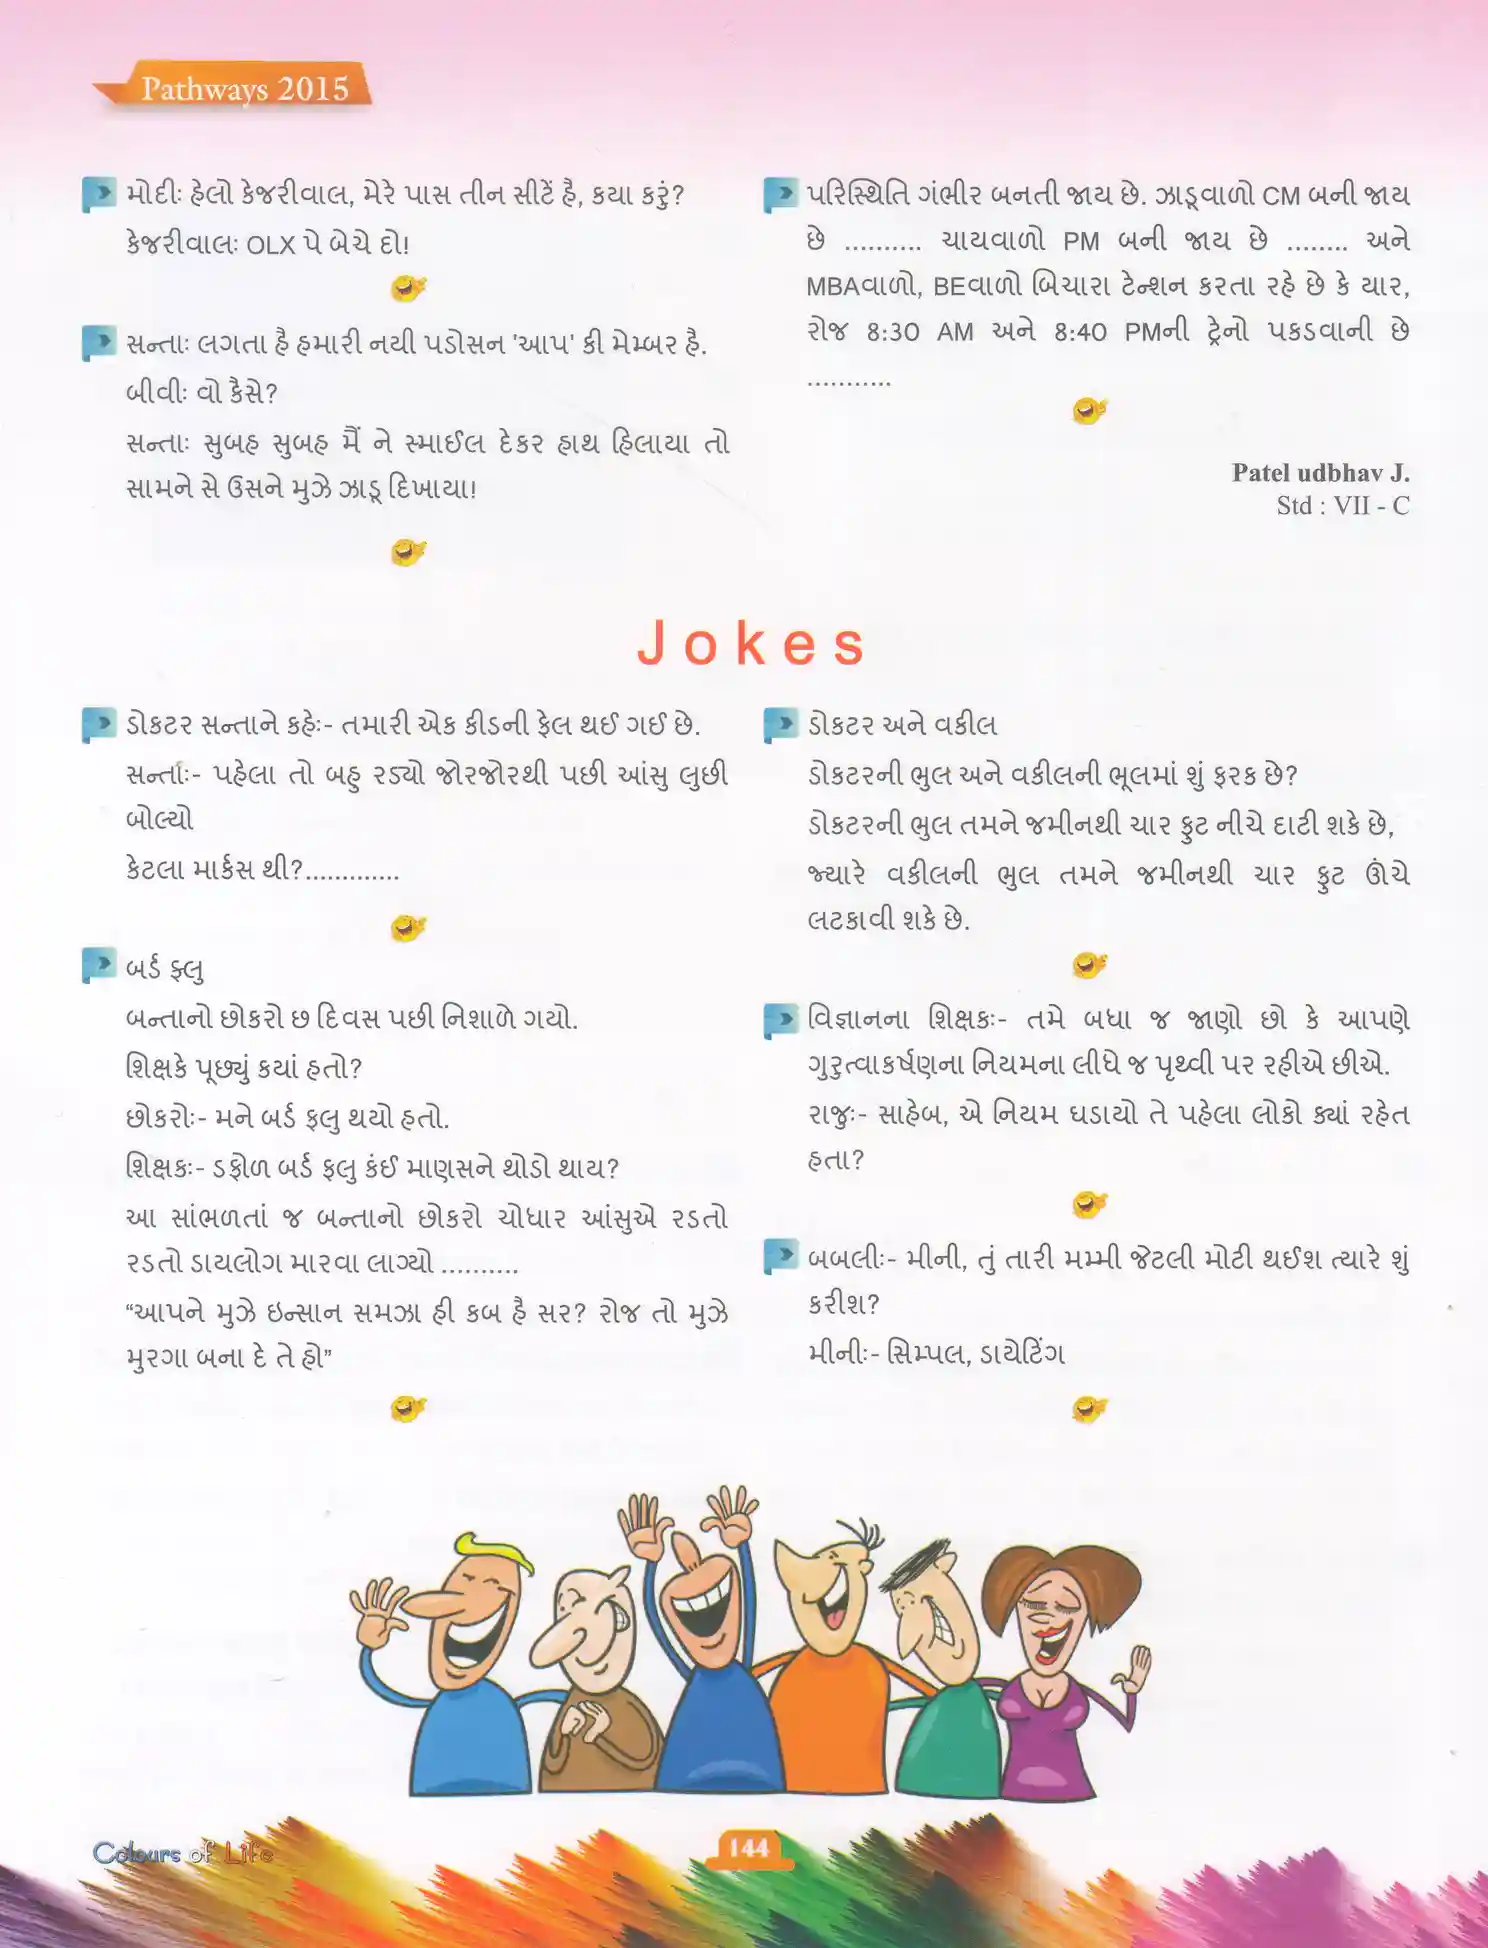 Pathways 2015
મોદીઃ હેલો કેજરીવાલ, મેરે પાસ તીન સીટેં હૈ, કયા કરું?
કેજરીવાલઃ OLX પે બેચે દો!
સન્તાઃ લગતા હૈ હમારી નયી પડોસન 'આપ' કી મેમ્બર હૈ.
બીવીઃ વો કૈસે?
સન્તાઃ સુબહ સુબહ મૈં ને સ્માઈલ દેકર હાથ હિલાયા તો
સામને સે ઉસને મુઝે ઝાડૂ દિખાયા!
પરિસ્થિતિ ગંભીર બનતી જાય છે. ઝાડૂવાળો CM બની જાય
છે .......... ચાયવાળો PM બની જાય છે ........ અને
MBAવાળો, BEવાળો બિચારા ટેન્શન કરતા રહે છે કે યાર,
રોજ 8:30 AM અને 8:40 PMની ટ્રેનો પકડવાની છે
...........
Patel udbhav J.
Std : VII - C
Jokes
ડોકટર સન્તાને કહેઃ- તમારી એક કીડની ફેલ થઈ ગઈ છે.
સન્તાઃ- પહેલા તો બહુ રડ્યો જોરજોરથી પછી આંસુ લુછી
બોલ્યો
કેટલા માર્કસ થી?.............
બર્ડ ફ્લુ
બન્તાનો છોકરો છ દિવસ પછી નિશાળે ગયો.
શિક્ષકે પૂછ્યું કયાં હતો?
છોકરોઃ- મને બર્ડ ફલુ થયો હતો.
શિક્ષકઃ- ડફોળ બર્ડ ફલુ કંઈ માણસને થોડો થાય?
આ સાંભળતાં જ બન્તાનો છોકરો ચોધાર આંસુએ રડતો
રડતો ડાયલોગ મારવા લાગ્યો ..........
“આપને મુઝે ઇન્સાન સમઝા હી કબ હૈ સર? રોજ તો મુઝે
મુરગા બના દે તે હો”
ડોકટર અને વકીલ
ડોકટરની ભુલ અને વકીલની ભૂલમાં શું ફરક છે?
ડોકટરની ભુલ તમને જમીનથી ચાર ફુટ નીચે દાટી શકે છે,
જ્યારે વકીલની ભુલ તમને જમીનથી ચાર ફુટ ઊંચે
લટકાવી શકે છે.
વિજ્ઞાનના શિક્ષકઃ- તમે બધા જ જાણો છો કે આપણે
ગુરુત્વાકર્ષણના નિયમના લીધે જ પૃથ્વી પર રહીએ છીએ.
રાજુઃ- સાહેબ, એ નિયમ ઘડાયો તે પહેલા લોકો ક્યાં રહેત
હતા?
બબલીઃ- મીની, તું તારી મમ્મી જેટલી મોટી થઈશ ત્યારે શું
કરીશ?
મીનીઃ- સિમ્પલ, ડાયેટિંગ
Colours of Life
144